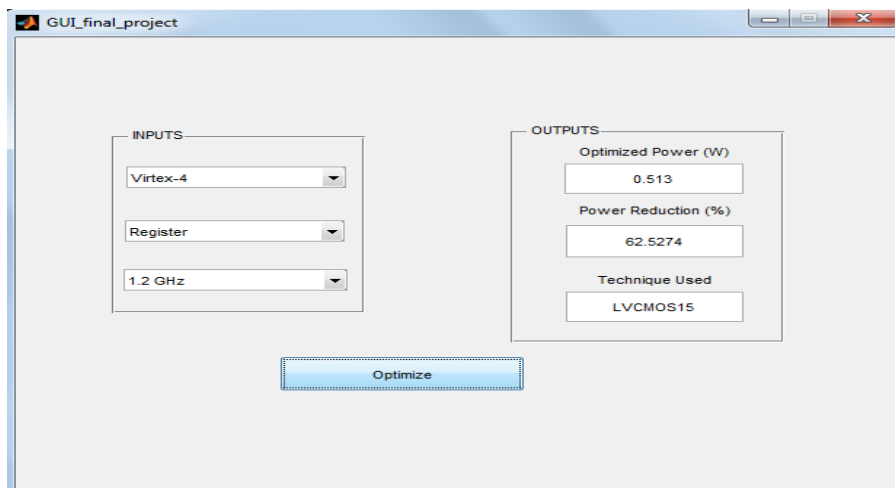 GUI_final_project
INPUTS
Virtex-4
Register
1.2 GHz
OUTPUTS
Optimized Power (W)
0.513
Power Reduction (%)
62.5274
Technique Used
LVCMOS15
Optimize